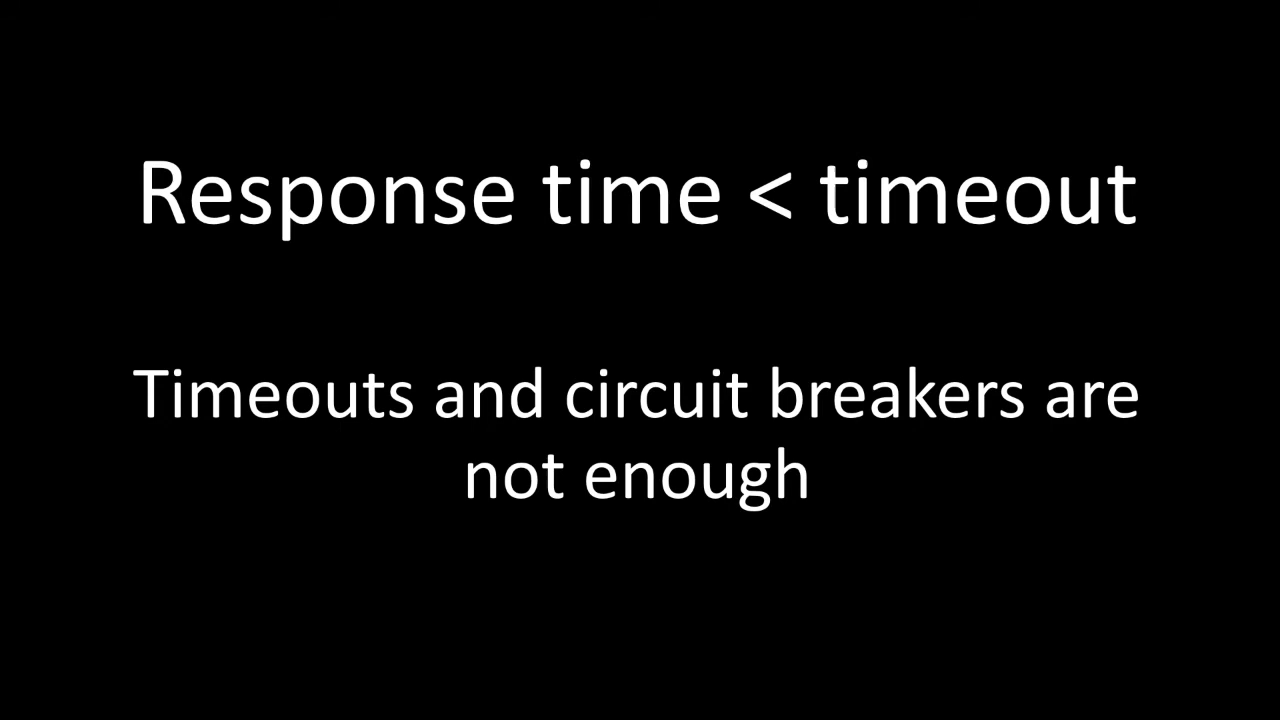 Response time < timeout
Timeouts and circuit breakers are
not enough